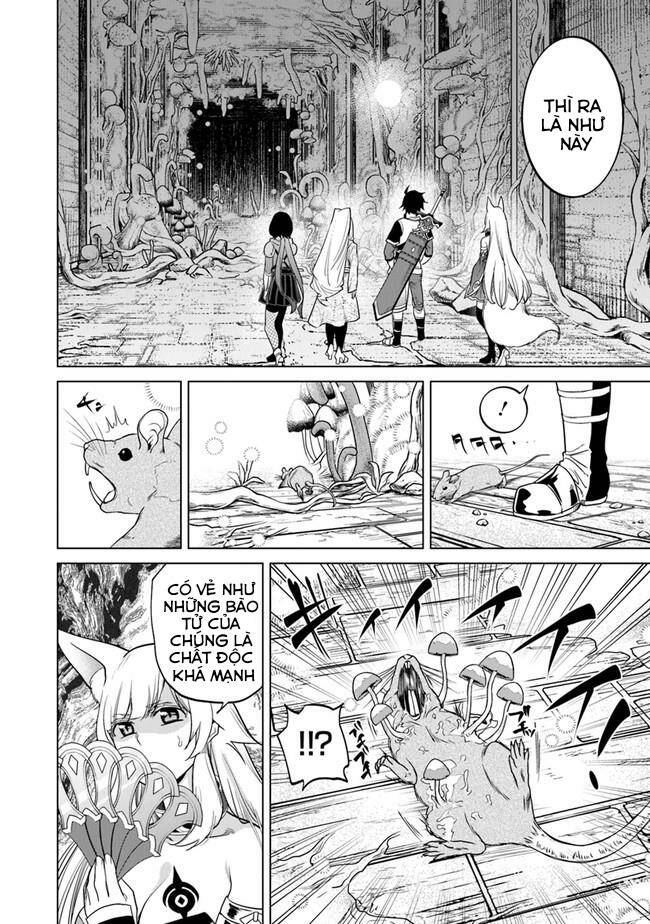 THÌ RA
LÀ NHƯ
NÀY
!
!!?
CÓ VẺ NHƯ
NHỮNG BÀO
TỬ CỦA
CHÚNG LÀ
CHẤT ĐỘC
KHÁ MẠNH